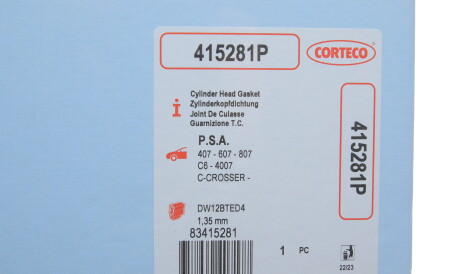 415281P
CORTECO
Cylinder Head Gasket
Zylinderkopfdichtung
Joint De Culasse
Guarnizione T.C.
P.S.A.
407 - 607 - 807
C6 - 4007
C-CROSSER -
DW12BTED4
1,35 mm
83415281
1 PC
22/23
415281P